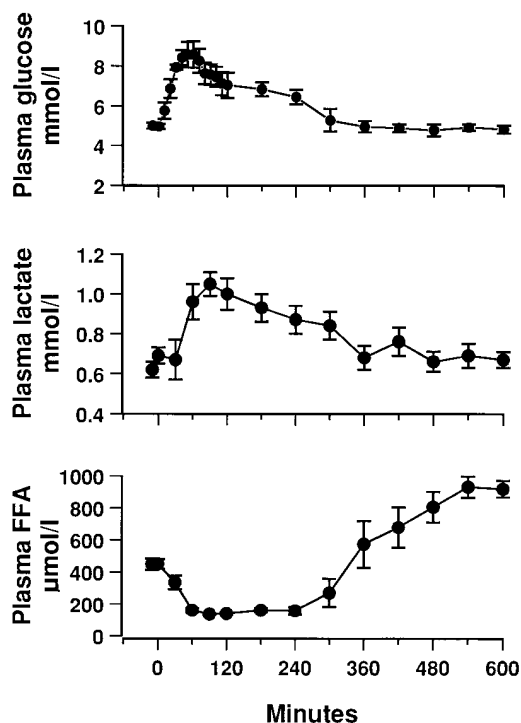 Plasma glucose
mmol/l
10
8
6
4
2
Plasma lactate
mmol/l
1.2
1.0
0.8
0.6
0.4
Plasma FFA
µmol/l
1000
800
600
400
200
0
0 120 240 360 480 600
Minutes